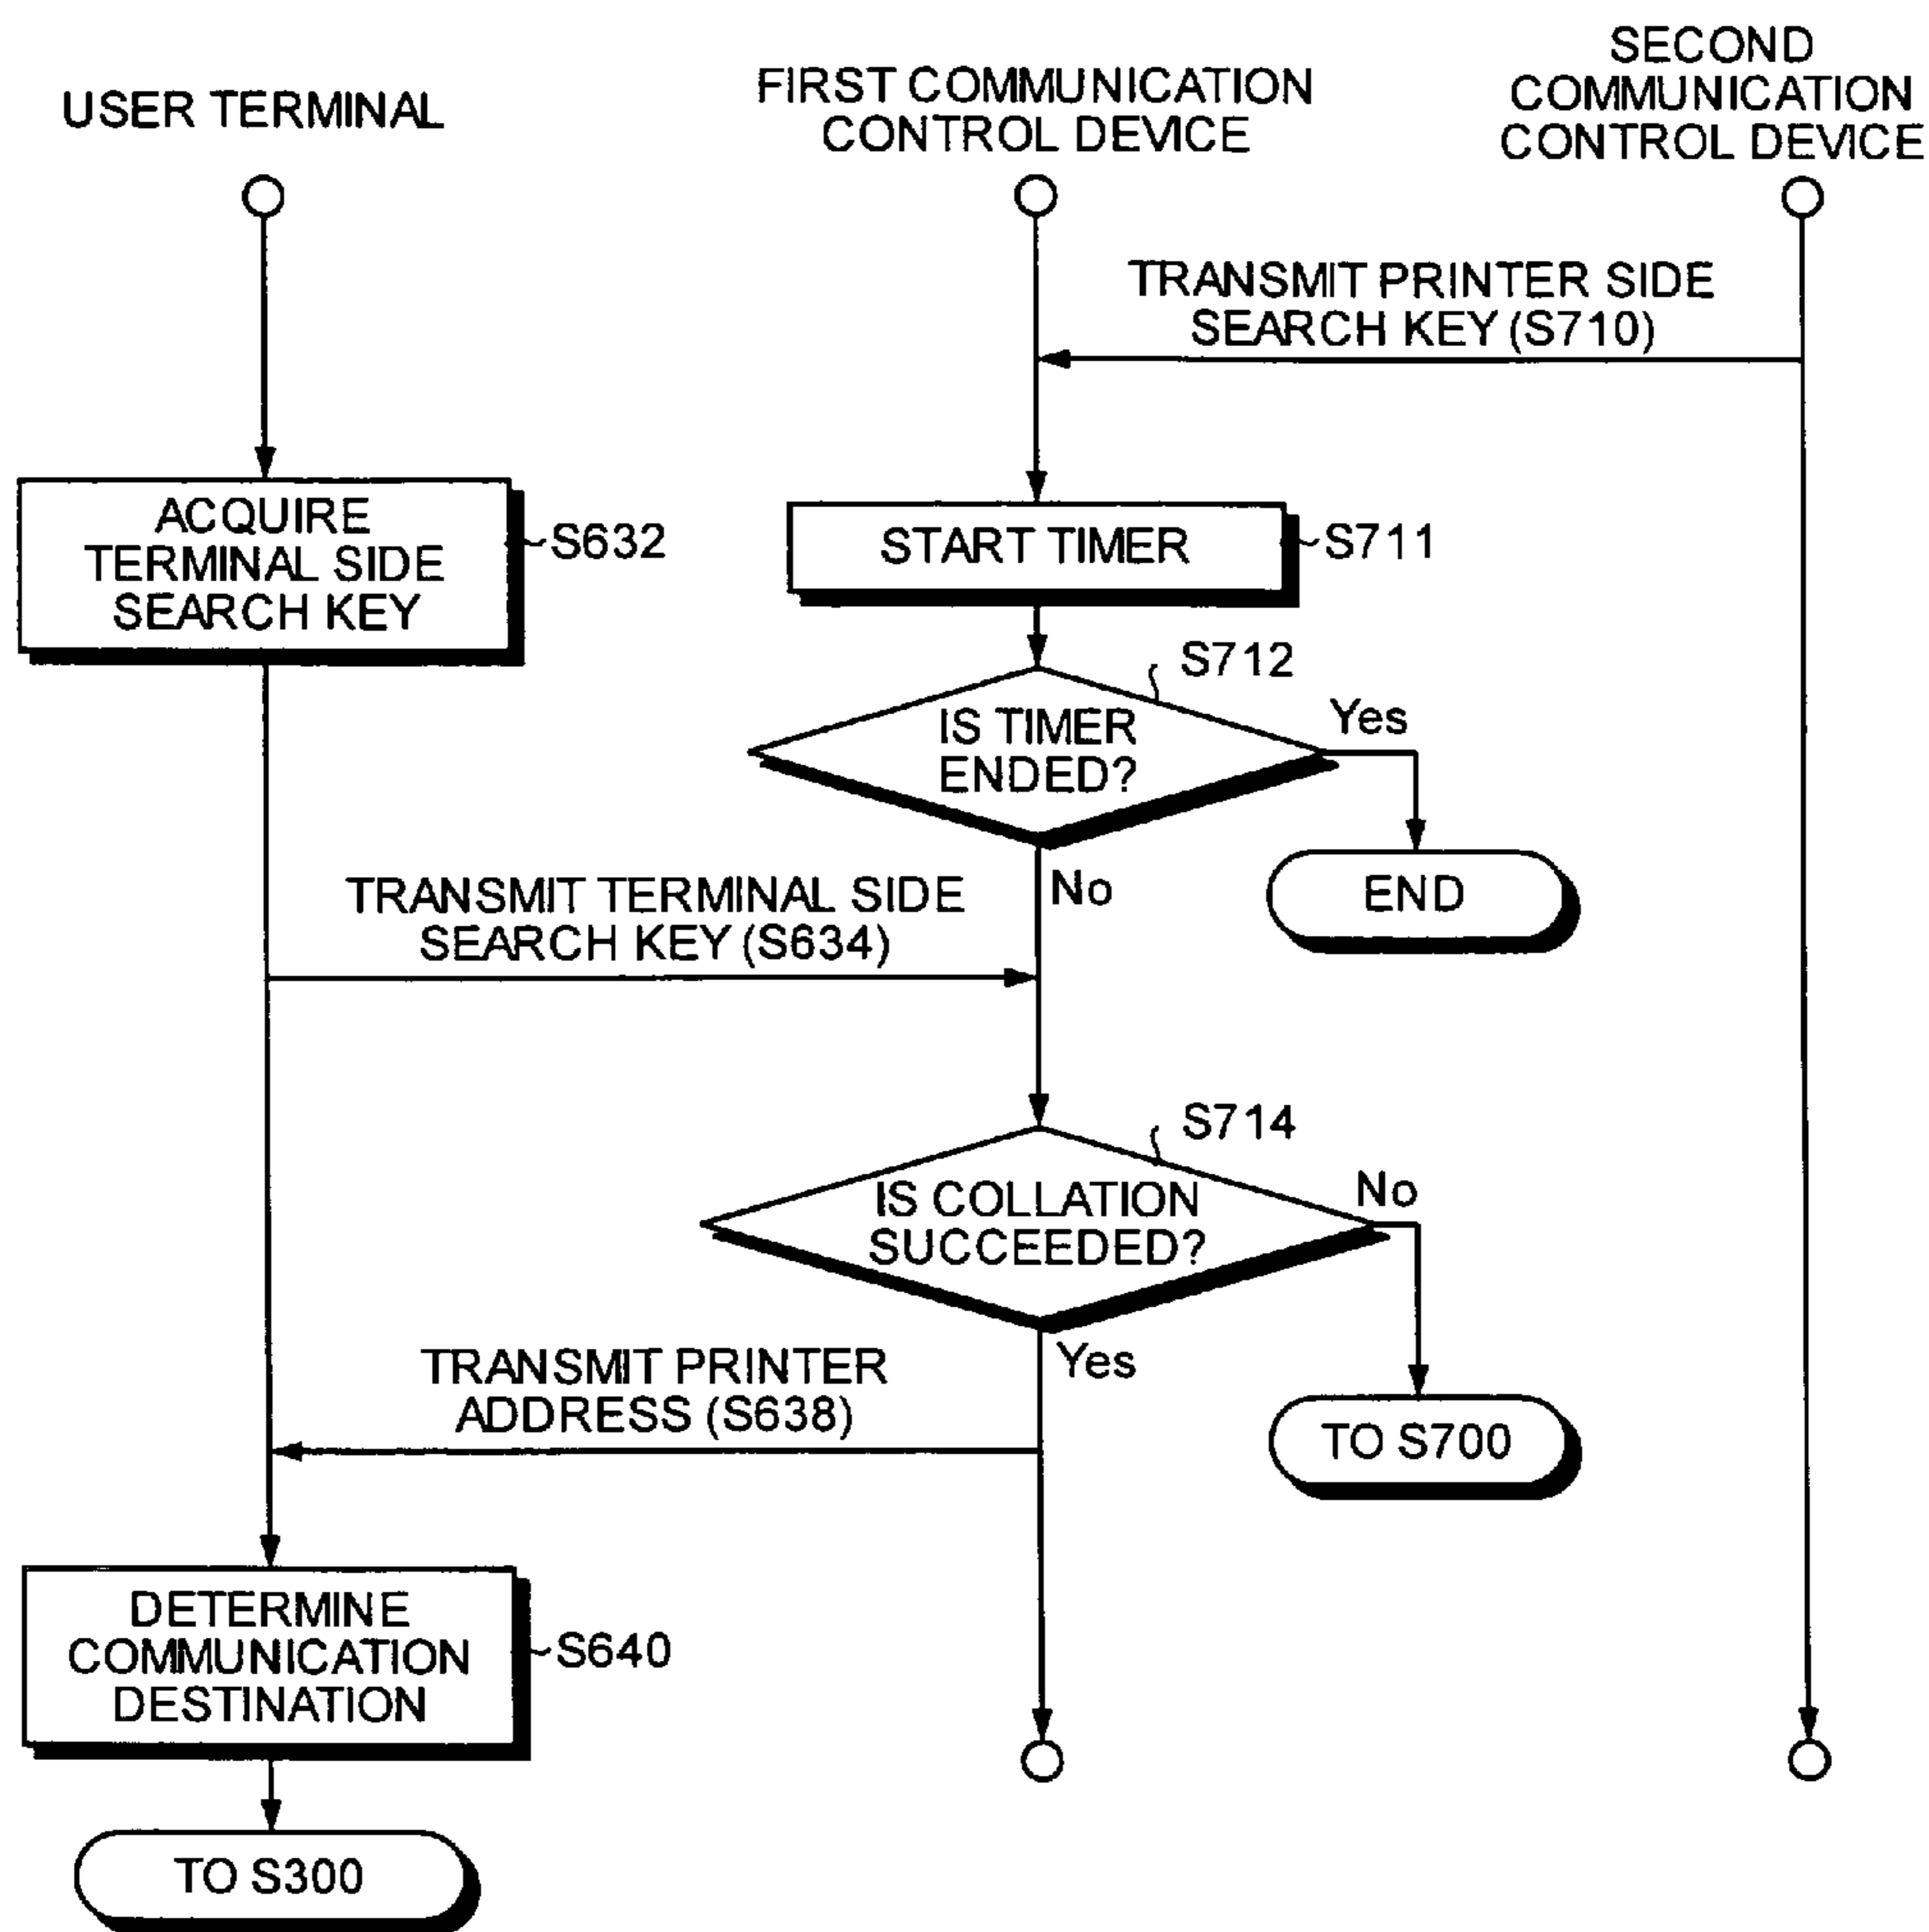 USER TERMINAL
FIRST COMMUNICATION
CONTROL DEVICE
SECOND
COMMUNICATION
CONTROL DEVICE
TRANSMIT PRINTER SIDE
SEARCH KEY (S710)
ACQUIRE
TERMINAL SIDE
SEARCH KEY
S632
START TIMER
S711
S712
IS TIMER
ENDED?
Yes
No
END
TRANSMIT TERMINAL SIDE
SEARCH KEY (S634)
S714
IS COLLATION
SUCCEEDED?
No
Yes
TO S700
TRANSMIT PRINTER
ADDRESS (S638)
DETERMINE
COMMUNICATION
DESTINATION
S640
TO S300